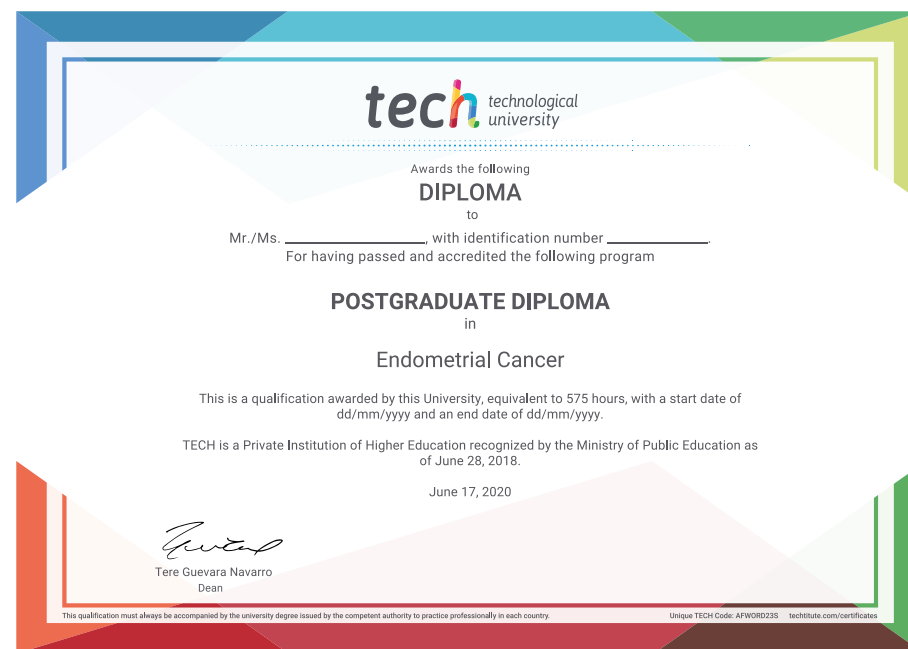 tech technological
university
Awards the following
DIPLOMA
to
Mr./Ms. ________________, with identification number ____________.
For having passed and accredited the following program
POSTGRADUATE DIPLOMA
in
Endometrial Cancer
This is a qualification awarded by this University, equivalent to 575 hours, with a start date of
dd/mm/yyyy and an end date of dd/mm/yyyy.
TECH is a Private Institution of Higher Education recognized by the Ministry of Public Education as
of June 28, 2018.
June 17, 2020
Tere Guevara Navarro
Dean
This qualification must always be accompanied by the university degree issued by the competent authority to practice professionally in each country.
Unique TECH Code: AFWORD23S techtitute.com/certificates